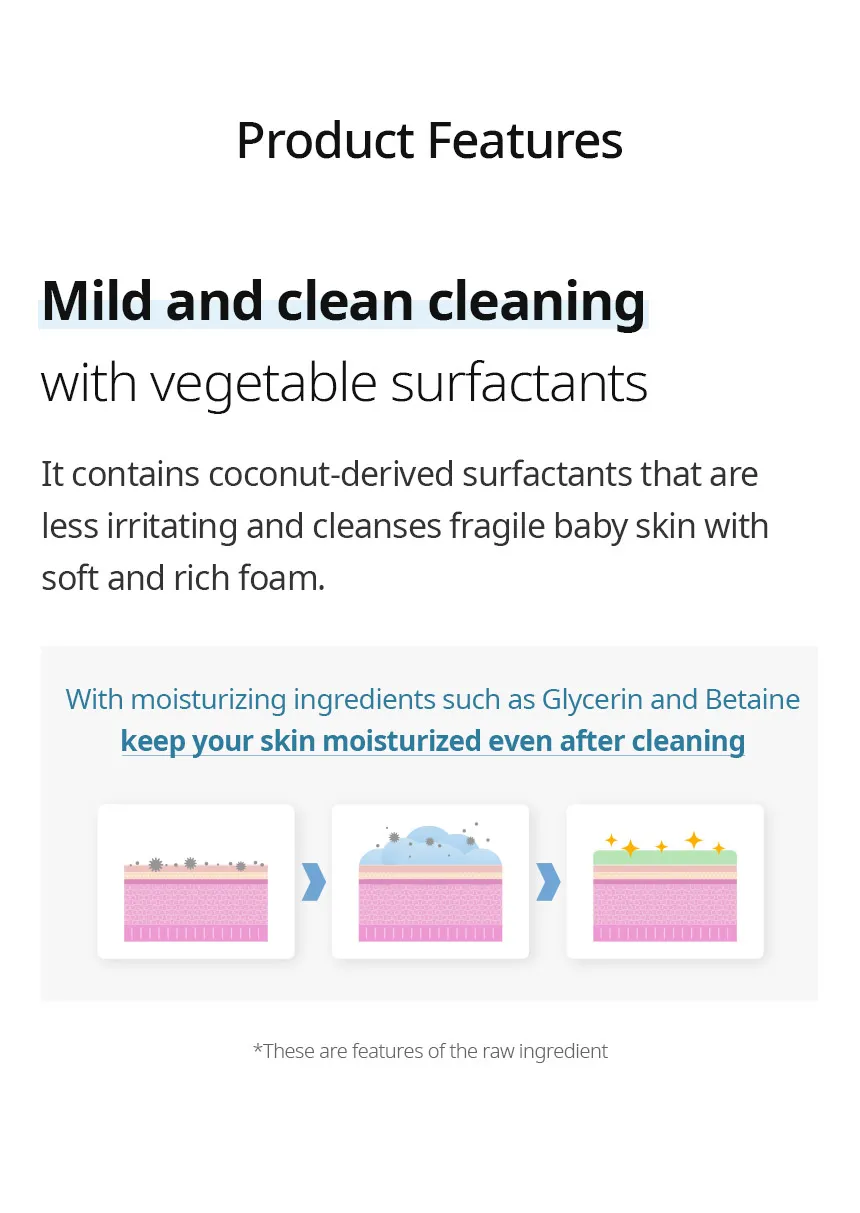 Product Features
Mild and clean cleaning
with vegetable surfactants
It contains coconut-derived surfactants that are
less irritating and cleanses fragile baby skin with
soft and rich foam.
With moisturizing ingredients such as Glycerin and Betaine
keep your skin moisturized even after cleaning
*These are features of the raw ingredient